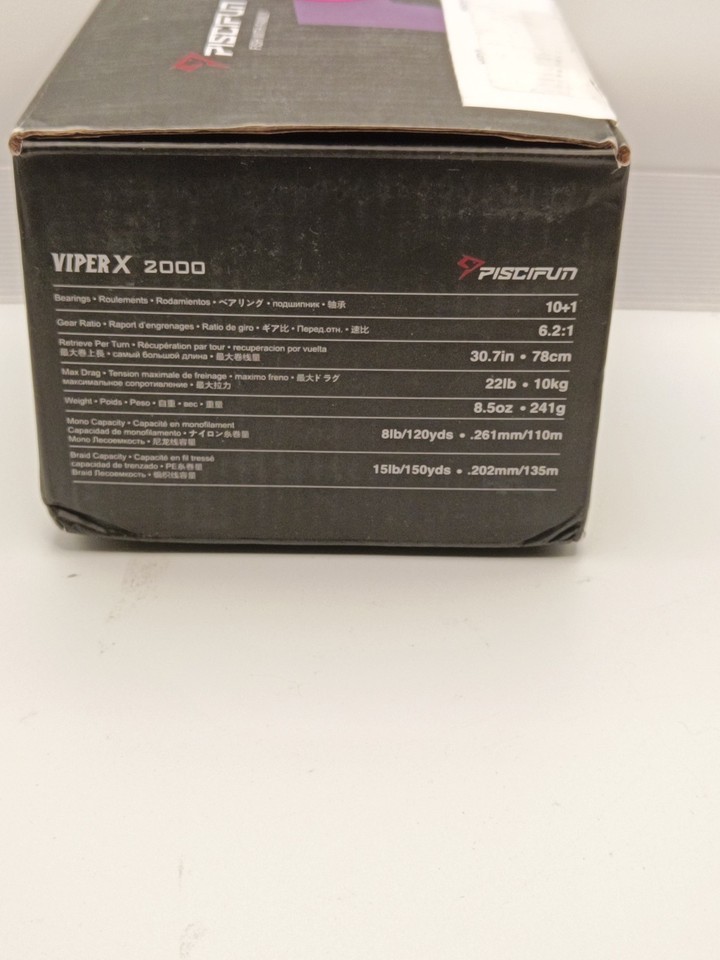 PISCIFUN
VIPER X 2000
PISCIFUN
Bearings • Roulements • Rodamientos • ベアリング • подшипник • 轴承
10+1
Gear Ratio • Raport d'engrenages • Ratio de giro • ギア比 • Перед.отн. • 速比
6.2:1
Retrieve Per Turn • Récupération par tour • recuperacion por vuelta
最大巻上長 • самый большой длина • 最大卷线量
30.7in • 78cm
Max Drag • Tension maximale de freinage • maximo freno • 最大ドラグ
максимальное сопротивление • 最大拉力
22lb • 10kg
Weight • Poids • Peso • 自重 • вес • 重量
8.5oz • 241g
Mono Capacity • Capacité en monofilament
Capacidad de monofilamento • ナイロン糸巻量
Mono Лесоемкость • 尼龙线容量
8lb/120yds • .261mm/110m
Braid Capacity • Capacité en fil tressé
capacidad de trenzado • PE糸巻量
Braid Лесоемкость • 编织线容量
15lb/150yds • .202mm/135m